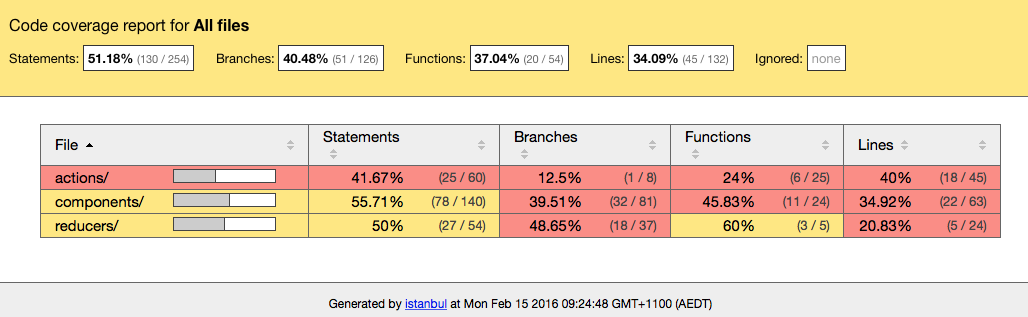 Code coverage report for All files
Statements: 51.18% (130 / 254) Branches: 40.48% (51 / 126) Functions: 37.04% (20 / 54) Lines: 34.09% (45 / 132) Ignored: none
File Statements Branches Functions Lines
actions/ 41.67% (25 / 60) 12.5% (1 / 8) 24% (6 / 25) 40% (18 / 45)
components/ 55.71% (78 / 140) 39.51% (32 / 81) 45.83% (11 / 24) 34.92% (22 / 63)
reducers/ 50% (27 / 54) 48.65% (18 / 37) 60% (3 / 5) 20.83% (5 / 24)
Generated by istanbul at Mon Feb 15 2016 09:24:48 GMT+1100 (AEDT)